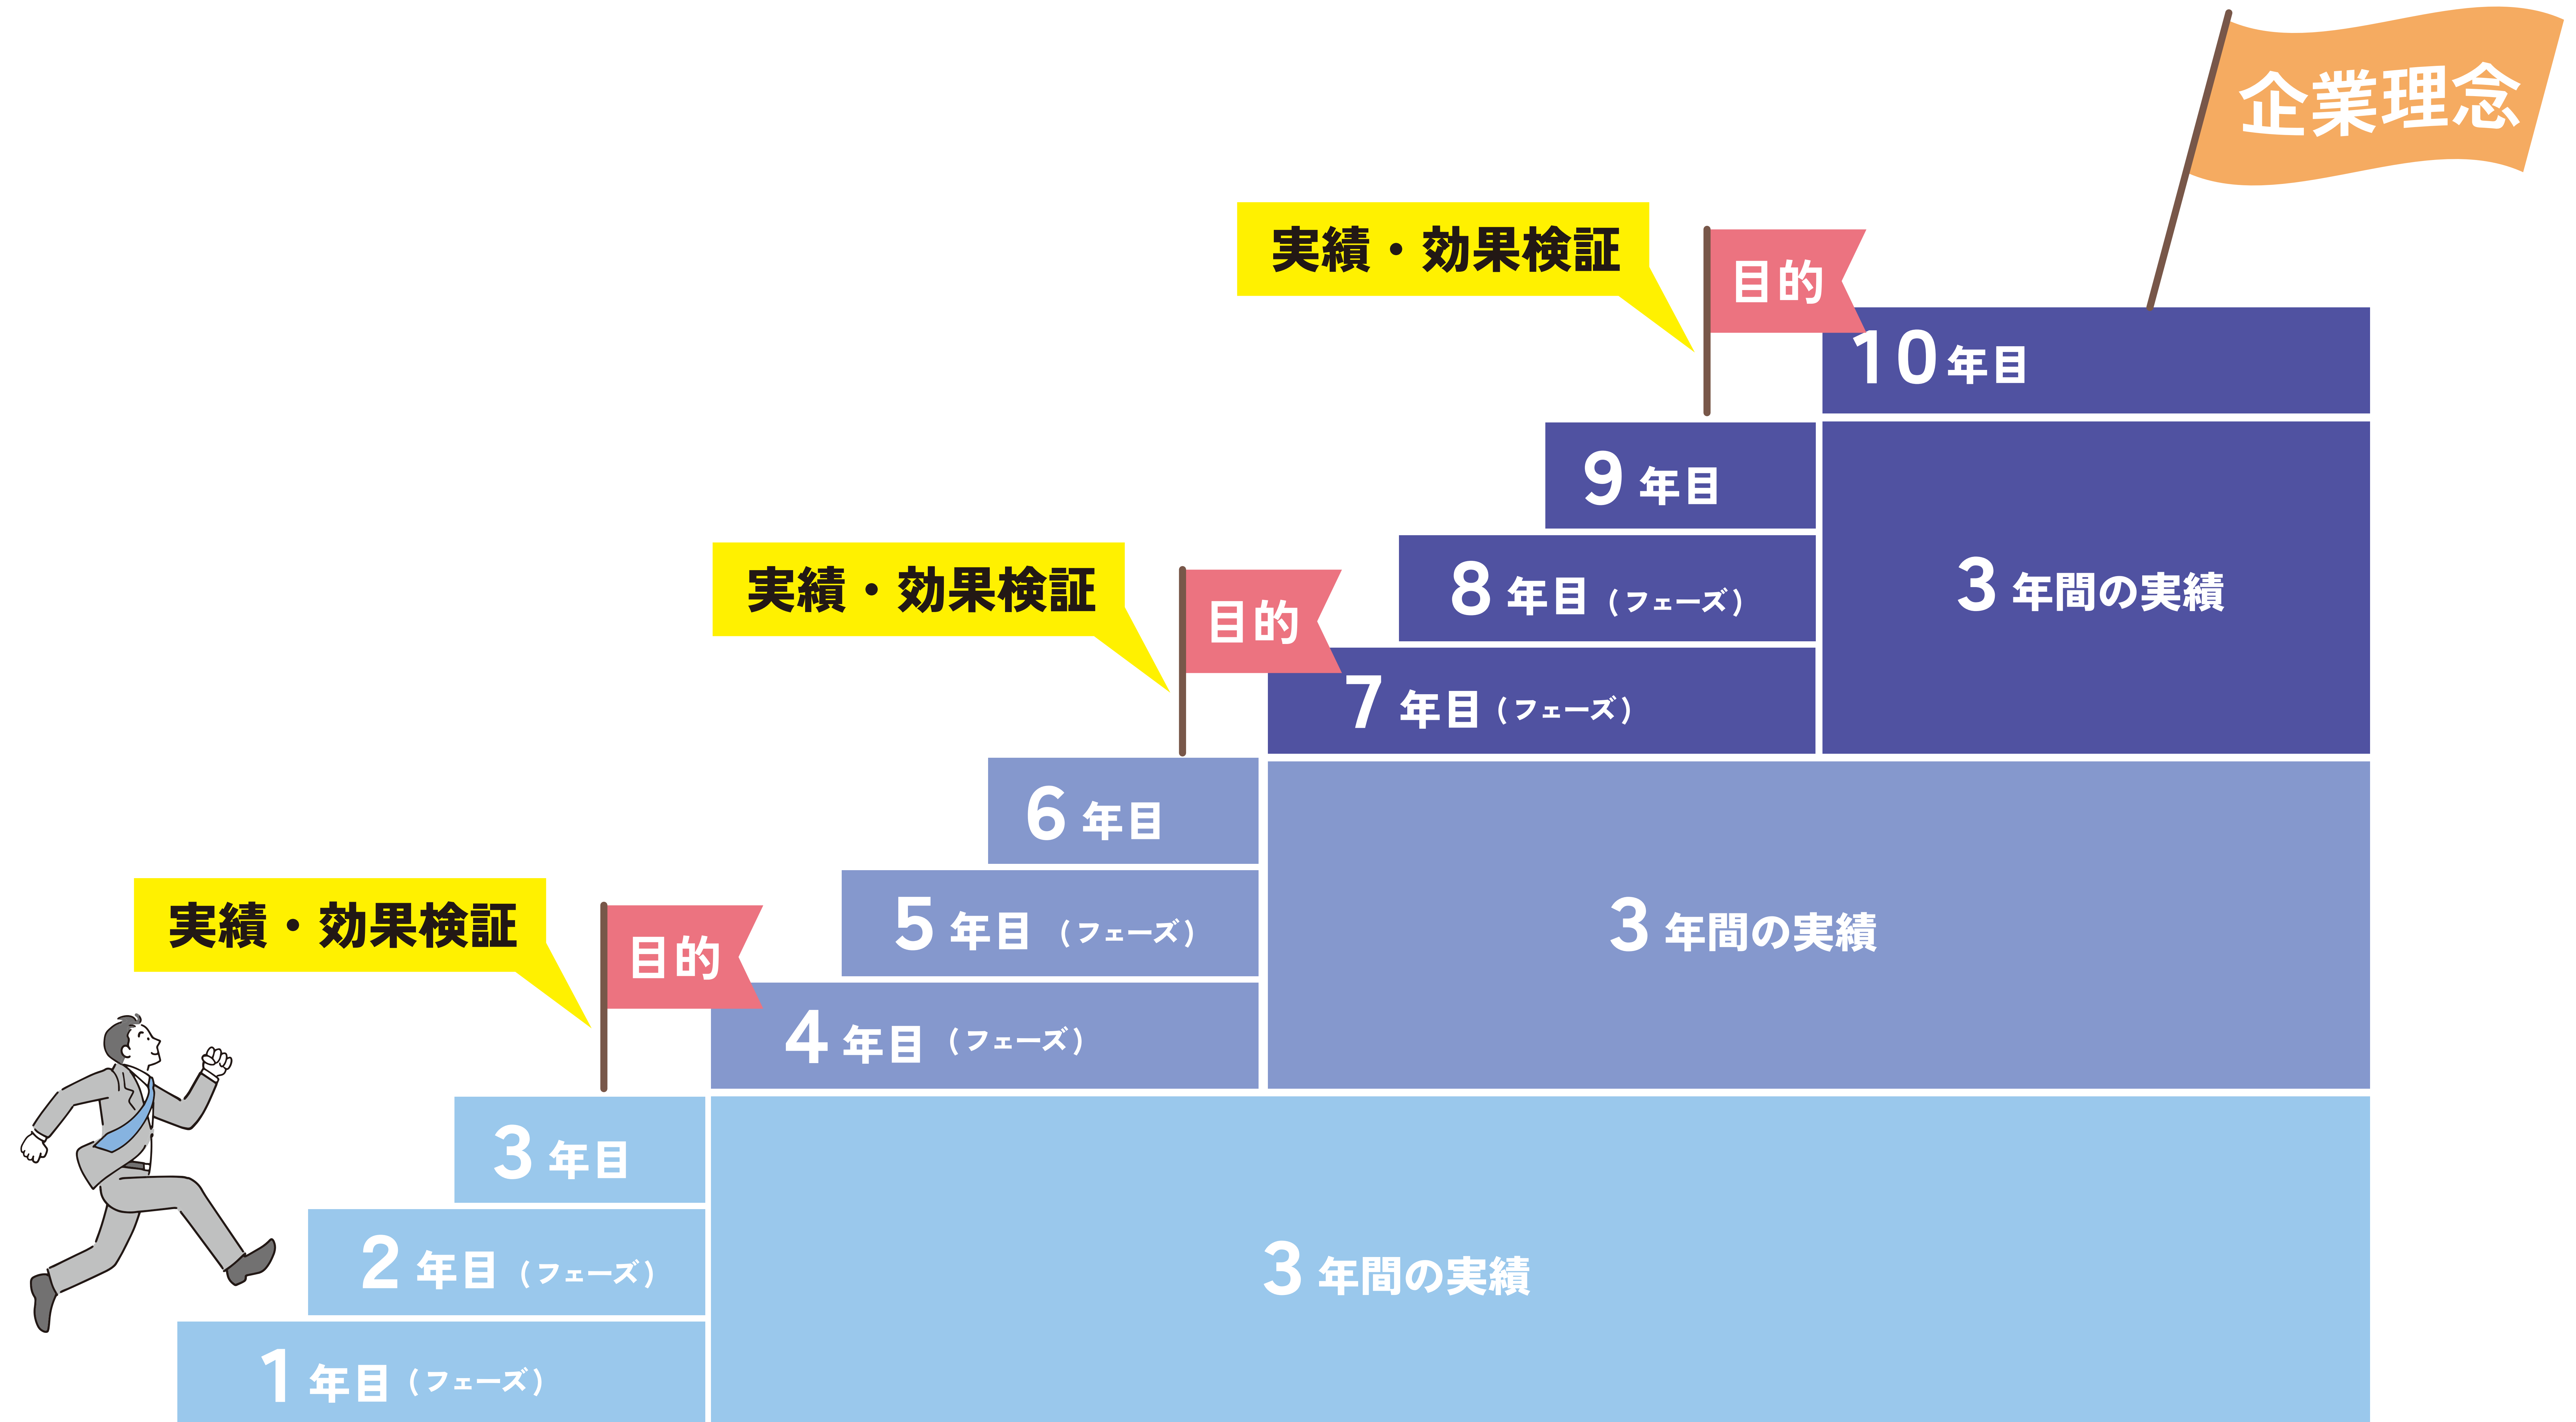 企業理念
実績・効果検証
目的
10年目
9年目
8年目（フェーズ）
3年間の実績
実績・効果検証
目的
7年目（フェーズ）
6年目
5年目（フェーズ）
3年間の実績
実績・効果検証
目的
4年目（フェーズ）
3年目
2年目（フェーズ）
3年間の実績
1年目（フェーズ）